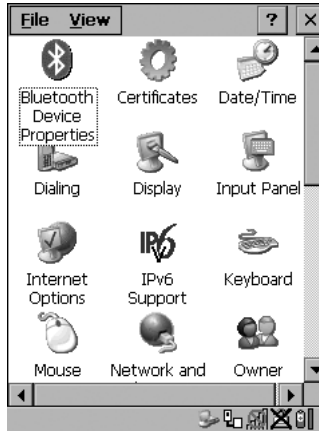 File View ? ×
Bluetooth Device Properties
Certificates
Date/Time
Dialing
Display
Input Panel
Internet Options
IPv6
IPv6 Support
Keyboard
Mouse
Network and
Owner